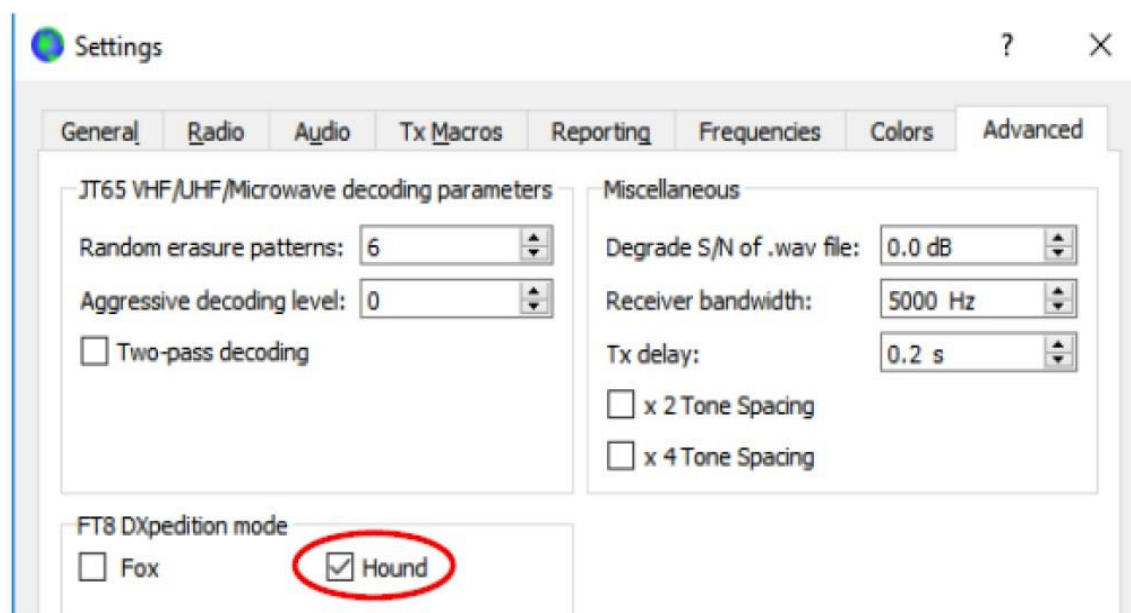 Settings
?
General Radio Audio Tx Macros Reporting Frequencies Colors Advanced
JT65 VHF/UHF/Microwave decoding parameters
Random erasure patterns: 6
Aggressive decoding level: 0
Two-pass decoding
Miscellaneous
Degrade S/N of .wav file: 0.0 dB
Receiver bandwidth: 5000 Hz
Tx delay: 0.2 s
x 2 Tone Spacing
x 4 Tone Spacing
FT8 DXpedition mode
Fox Hound